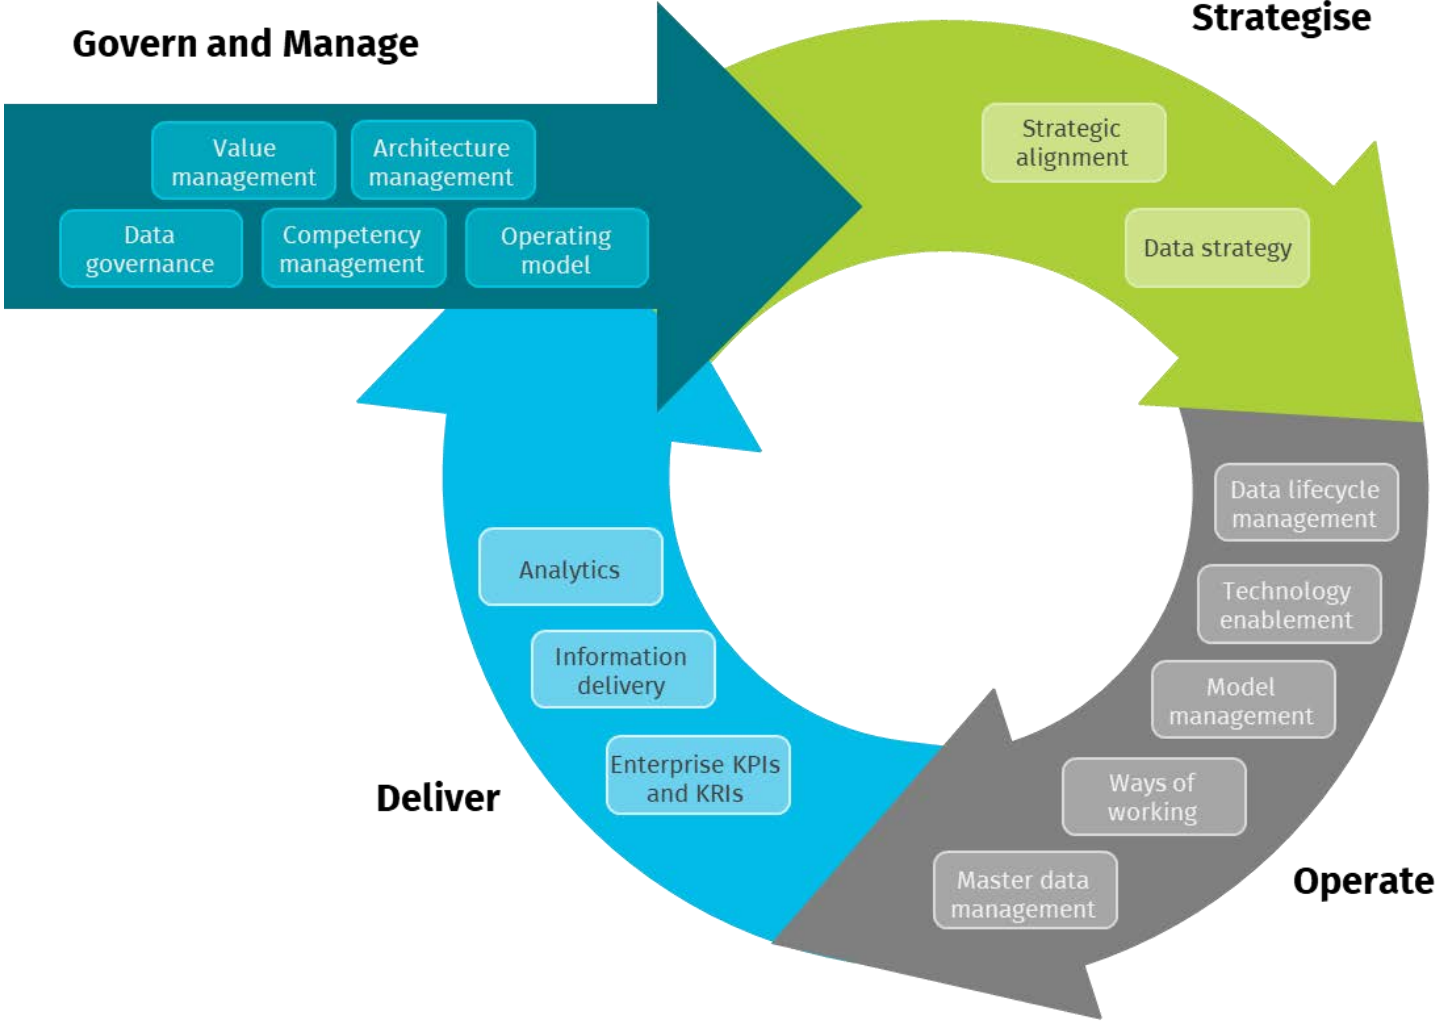 Govern and Manage
Strategise
Value
management
Architecture
management
Data
governance
Competency
management
Operating
model
Strategic
alignment
Data strategy
Data lifecycle
management
Technology
enablement
Model
management
Ways of
working
Master data
management
Operate
Analytics
Information
delivery
Enterprise KPIs
and KRIs
Deliver